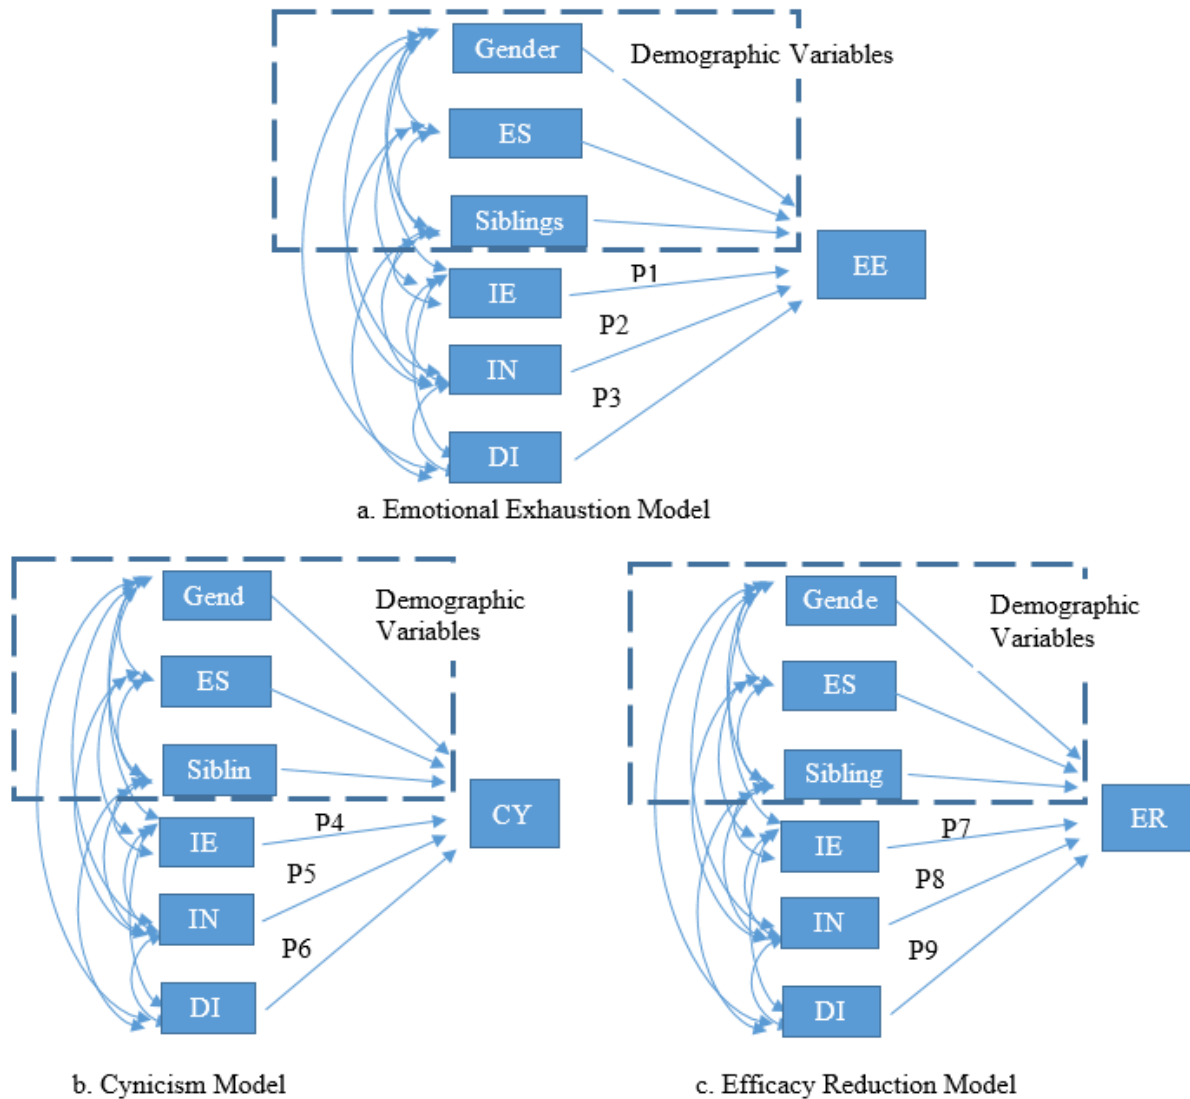 Gender
Demographic Variables
ES
Siblings
EE
IE
P1
P2
IN
P3
DI
a. Emotional Exhaustion Model
Gend
Demographic
Variables
ES
Siblin
CY
IE
P4
P5
IN
P6
DI
b. Cynicism Model
Gende
Demographic
Variables
ES
Sibling
ER
IE
P7
P8
IN
P9
DI
c. Efficacy Reduction Model